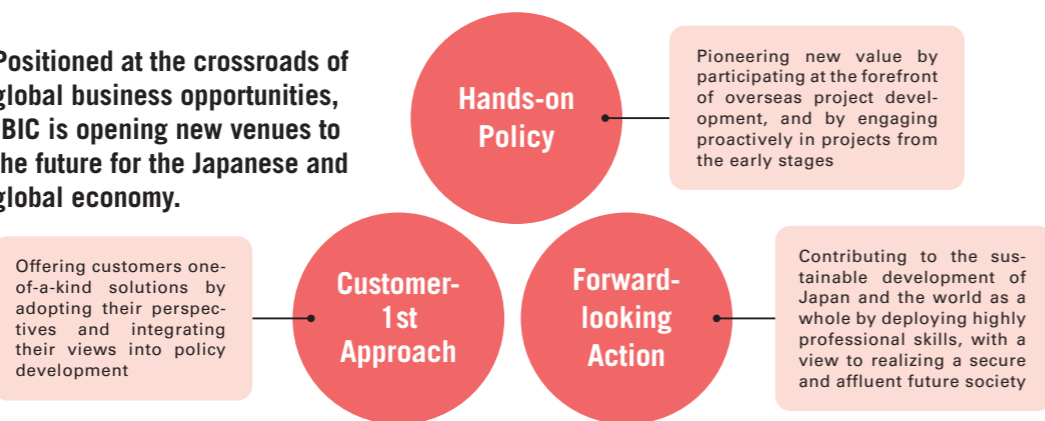 Positioned at the crossroads of
global business opportunities,
JBIC is opening new venues to
the future for the Japanese and
global economy.
Hands-on
Policy
Pioneering new value by
participating at the forefront
of overseas project devel-
opment, and by engaging
proactively in projects from
the early stages
Offering customers one-
of-a-kind solutions by
adopting their perspec-
tives and integrating
their views into policy
development
Customer-
1st
Approach
Forward-
looking
Action
Contributing to the sus-
tainable development of
Japan and the world as a
whole by deploying highly
professional skills, with a
view to realizing a secure
and affluent future society